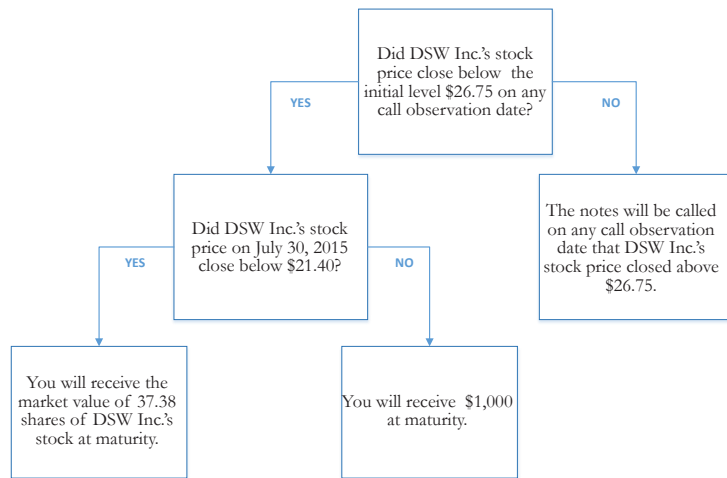 Did DSW Inc.'s stock
price close below the
initial level $26.75 on any
call observation date?
YES
NO
Did DSW Inc.'s stock
price on July 30, 2015
close below $21.40?
The notes will be called
on any call observation
date that DSW Inc.'s
stock price closed above
$26.75.
YES
NO
You will receive the
market value of 37.38
shares of DSW Inc.'s
stock at maturity.
You will receive $1,000
at maturity.